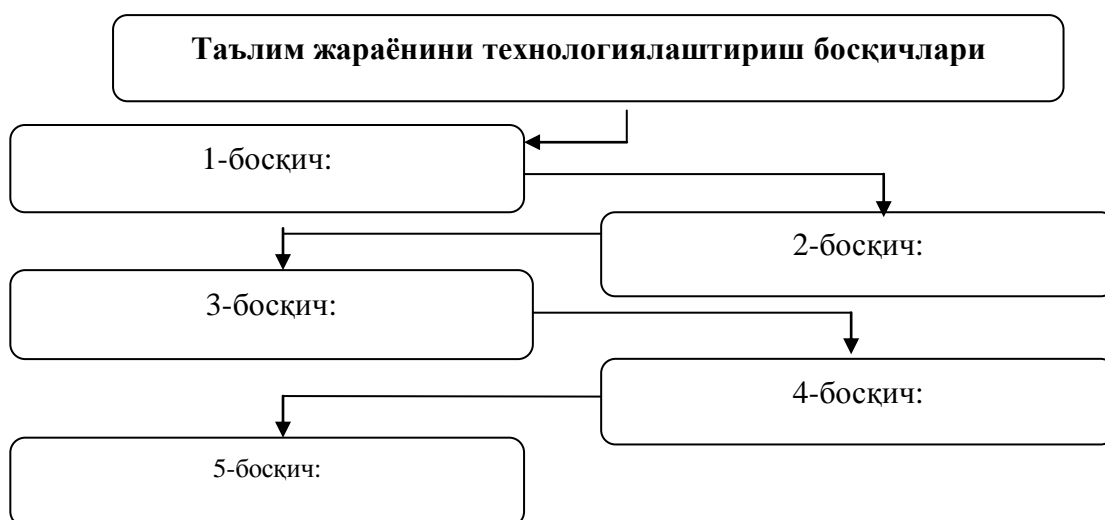 Таълим жараёнини технологиялаштириш босқичлари
1-босқич:
2-босқич:
3-босқич:
4-босқич:
5-босқич: